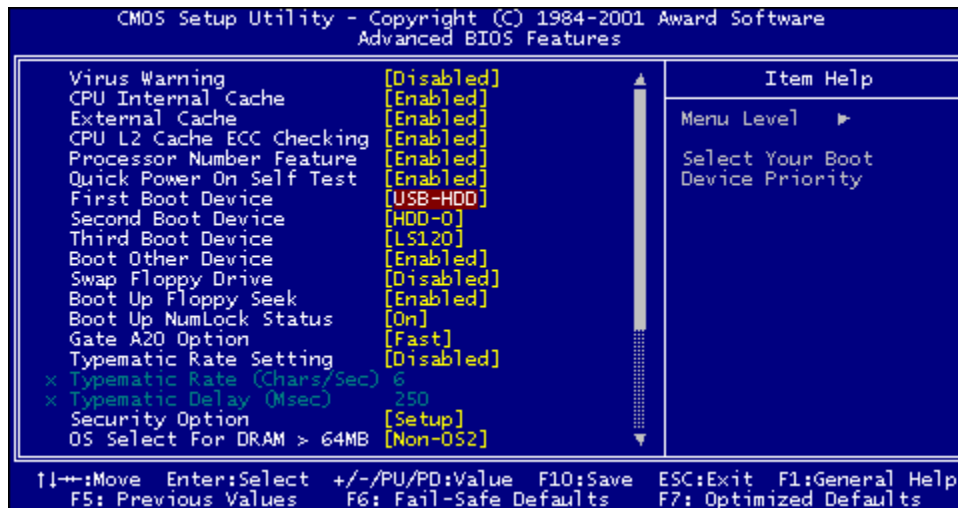 CMOS Setup Utility - Copyright (C) 1984-2001 Award Software
Advanced BIOS Features
Virus Warning [Disabled]
CPU Internal Cache [Enabled]
External Cache [Enabled]
CPU L2 Cache ECC Checking [Enabled]
Processor Number Feature [Enabled]
Quick Power On Self Test [Enabled]
First Boot Device [USB-HDD]
Second Boot Device [HDD-0]
Third Boot Device [LS120]
Boot Other Device [Enabled]
Swap Floppy Drive [Disabled]
Boot Up Floppy Seek [Enabled]
Boot Up NumLock Status [On]
Gate A20 Option [Fast]
Typematic Rate Setting [Disabled]
x Typematic Rate (Chars/Sec) 6
x Typematic Delay (Msec) 250
Security Option [Setup]
OS Select For DRAM > 64MB [Non-OS2]
Item Help
Menu Level ►
Select Your Boot
Device Priority
↑↓→←:Move Enter:Select +/-/PU/PD:Value F10:Save ESC:Exit F1:General Help
F5: Previous Values F6: Fail-Safe Defaults F7: Optimized Defaults